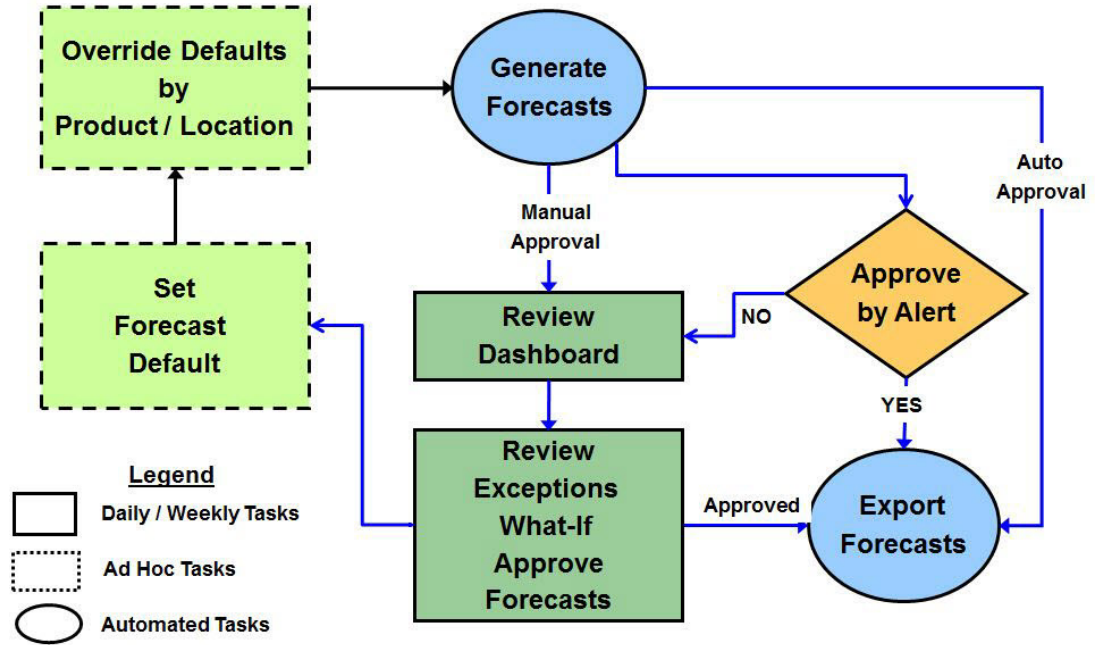 Override Defaults
by
Product / Location
Generate
Forecasts
Auto
Approval
Manual
Approval
Set
Forecast
Default
Approve
by Alert
Review
Dashboard
NO
YES
Review
Exceptions
What-If
Approve
Forecasts
Approved
Export
Forecasts
Legend
Daily / Weekly Tasks
Ad Hoc Tasks
Automated Tasks